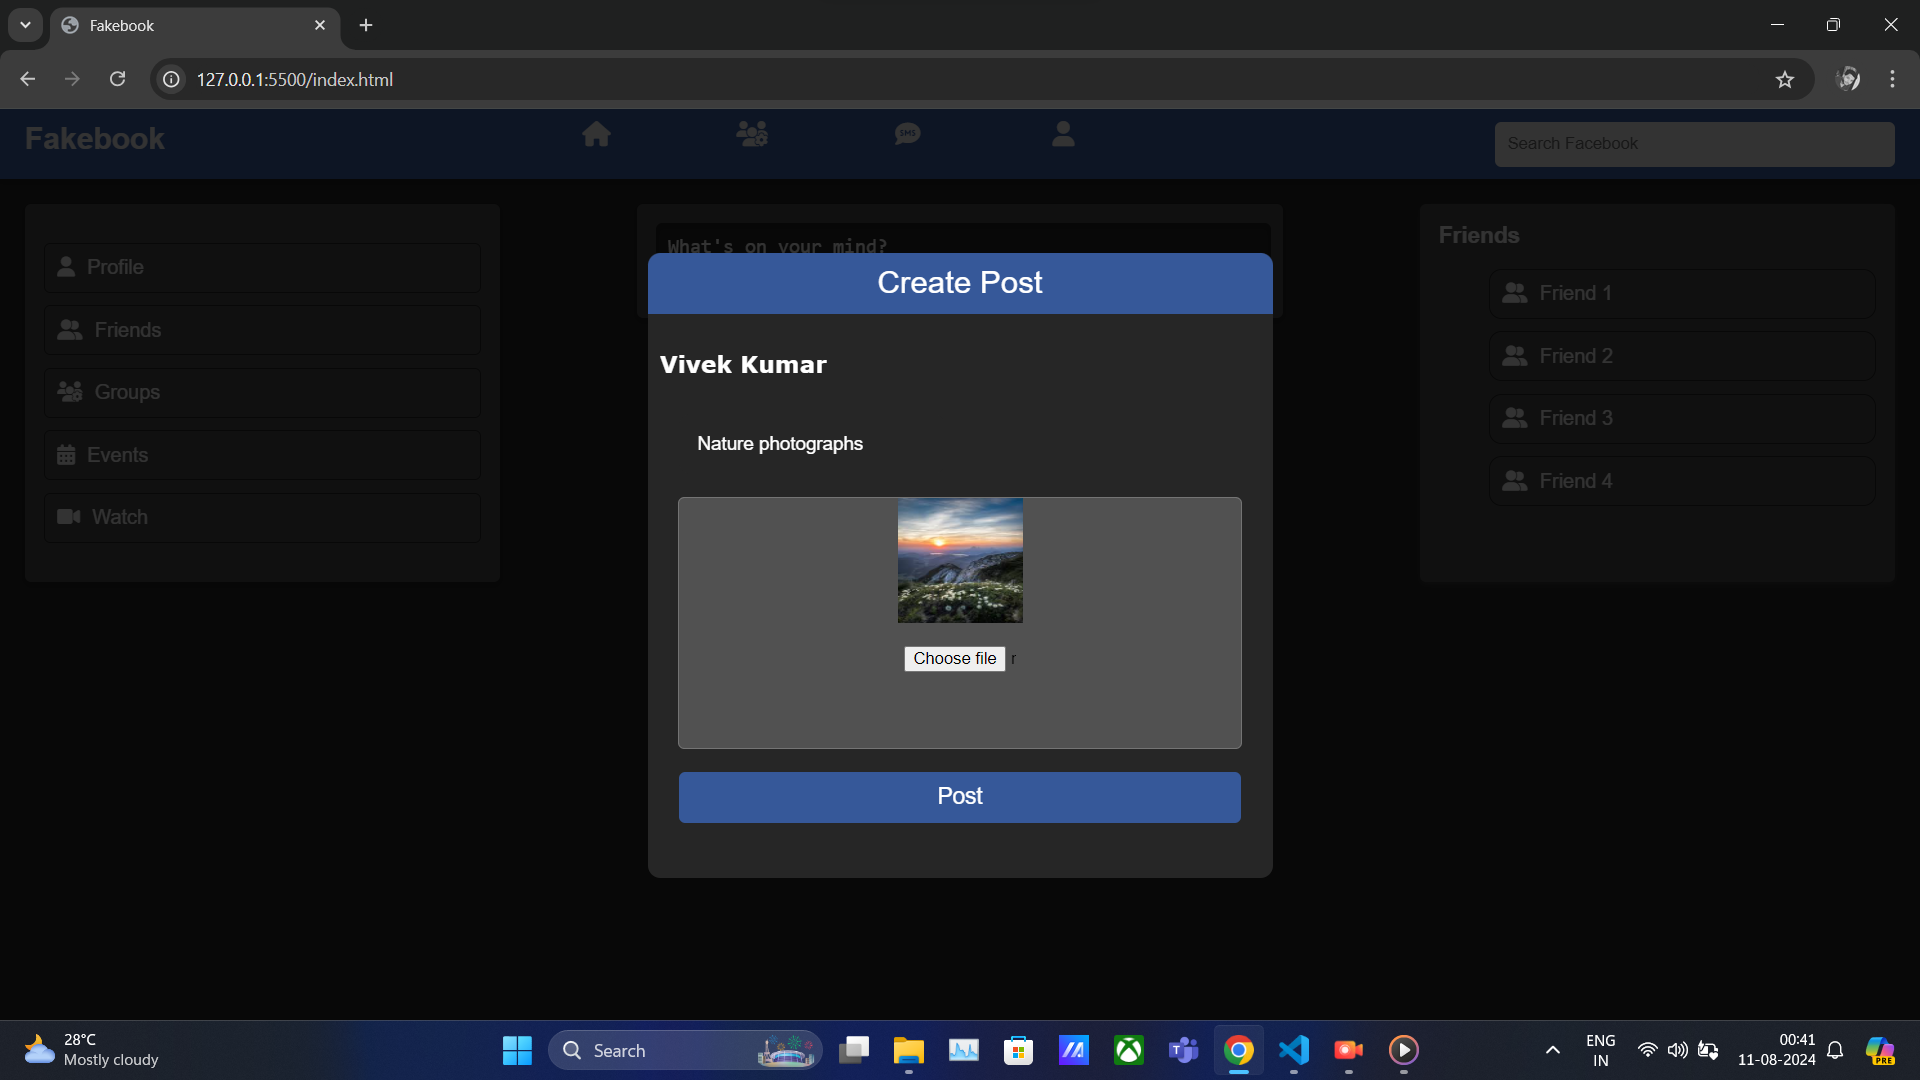 Fakebook
127.0.0.1:5500/index.html
Fakebook
SMS
Search Facebook
Profile
Friends
Groups
Events
Watch
What's on your mind?
Create Post
Vivek Kumar
Nature photographs
Choose file r
Post
Friends
Friend 1
Friend 2
Friend 3
Friend 4
28°C
Mostly cloudy
Search
T
ENG
IN
00:41
11-08-2024
PRE